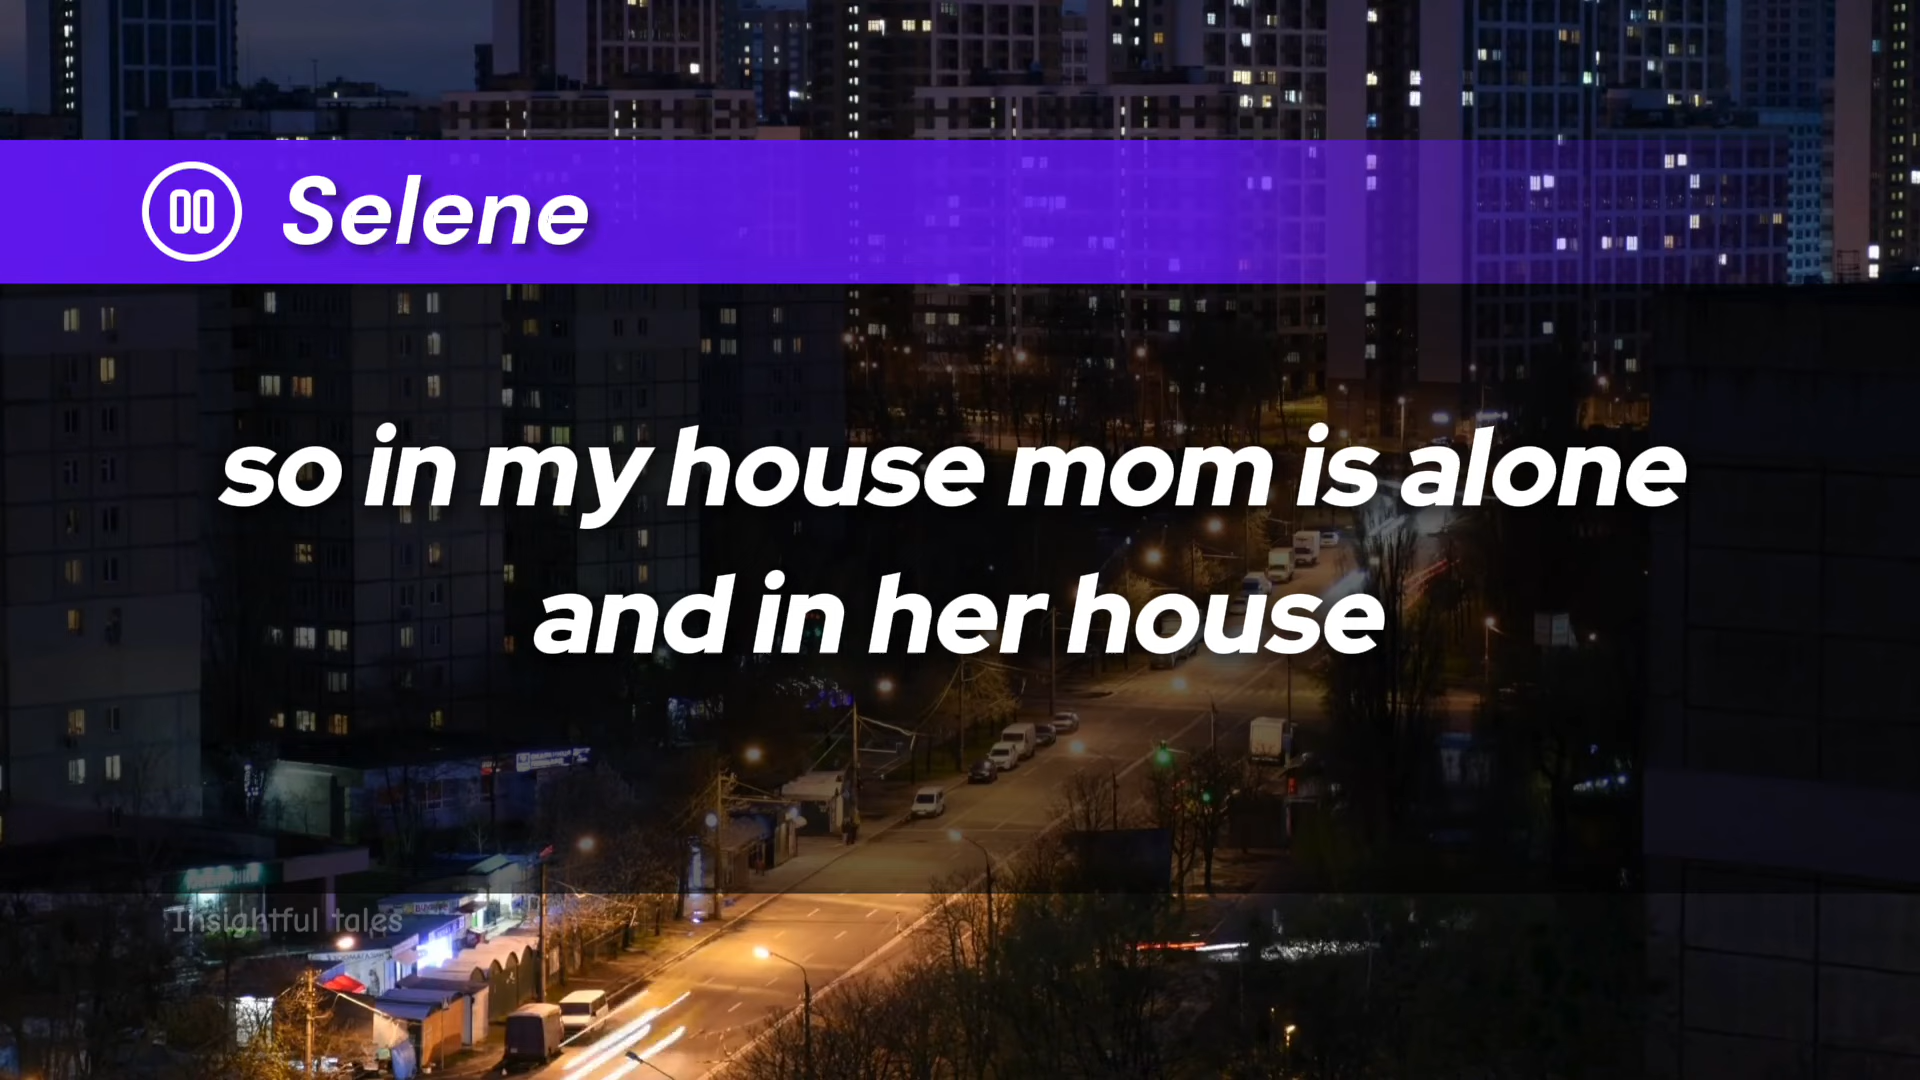 Selene
so in my house mom is alone
and in her house
Insightful tales